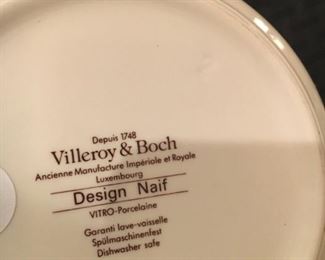 Depuis 1748
Villeroy & Boch
Ancienne Manufacture Impériale et Royale
Luxembourg
Design Naif
VITRO-Porcelaine
Garanti lave-vaisselle
Spülmaschinenfest
Dishwasher safe